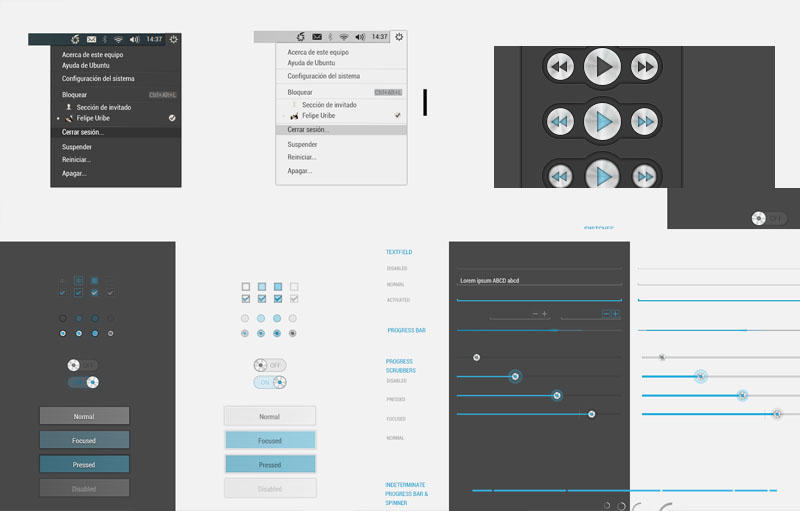 14:37
Acerca de este equipo
Ayuda de Ubuntu
Configuración del sistema
Bloquear Ctrl+Alt+L
Sección de invitado
Felipe Uribe
Cerrar sesión...
Suspender
Reiniciar...
Apagar...
14:37
Acerca de este equipo
Ayuda de Ubuntu
Configuración del sistema
Bloquear Ctrl+Alt+L
Sección de invitado
Felipe Uribe
Cerrar sesión...
Suspender
Reiniciar...
Apagar...
OFF
OFF
Normal
Focused
Pressed
Disabled
OFF
ON
Normal
Focused
Pressed
Disabled
TEXTFIELD
DISABLED
NORMAL
ACTIVATED
PROGRESS BAR
PROGRESS
SCRUBBERS
DISABLED
PRESSED
FOCUSED
NORMAL
INDETERMINATE
PROGRESS BAR &
SPINNER
Lorem ipsum ABCD abcd